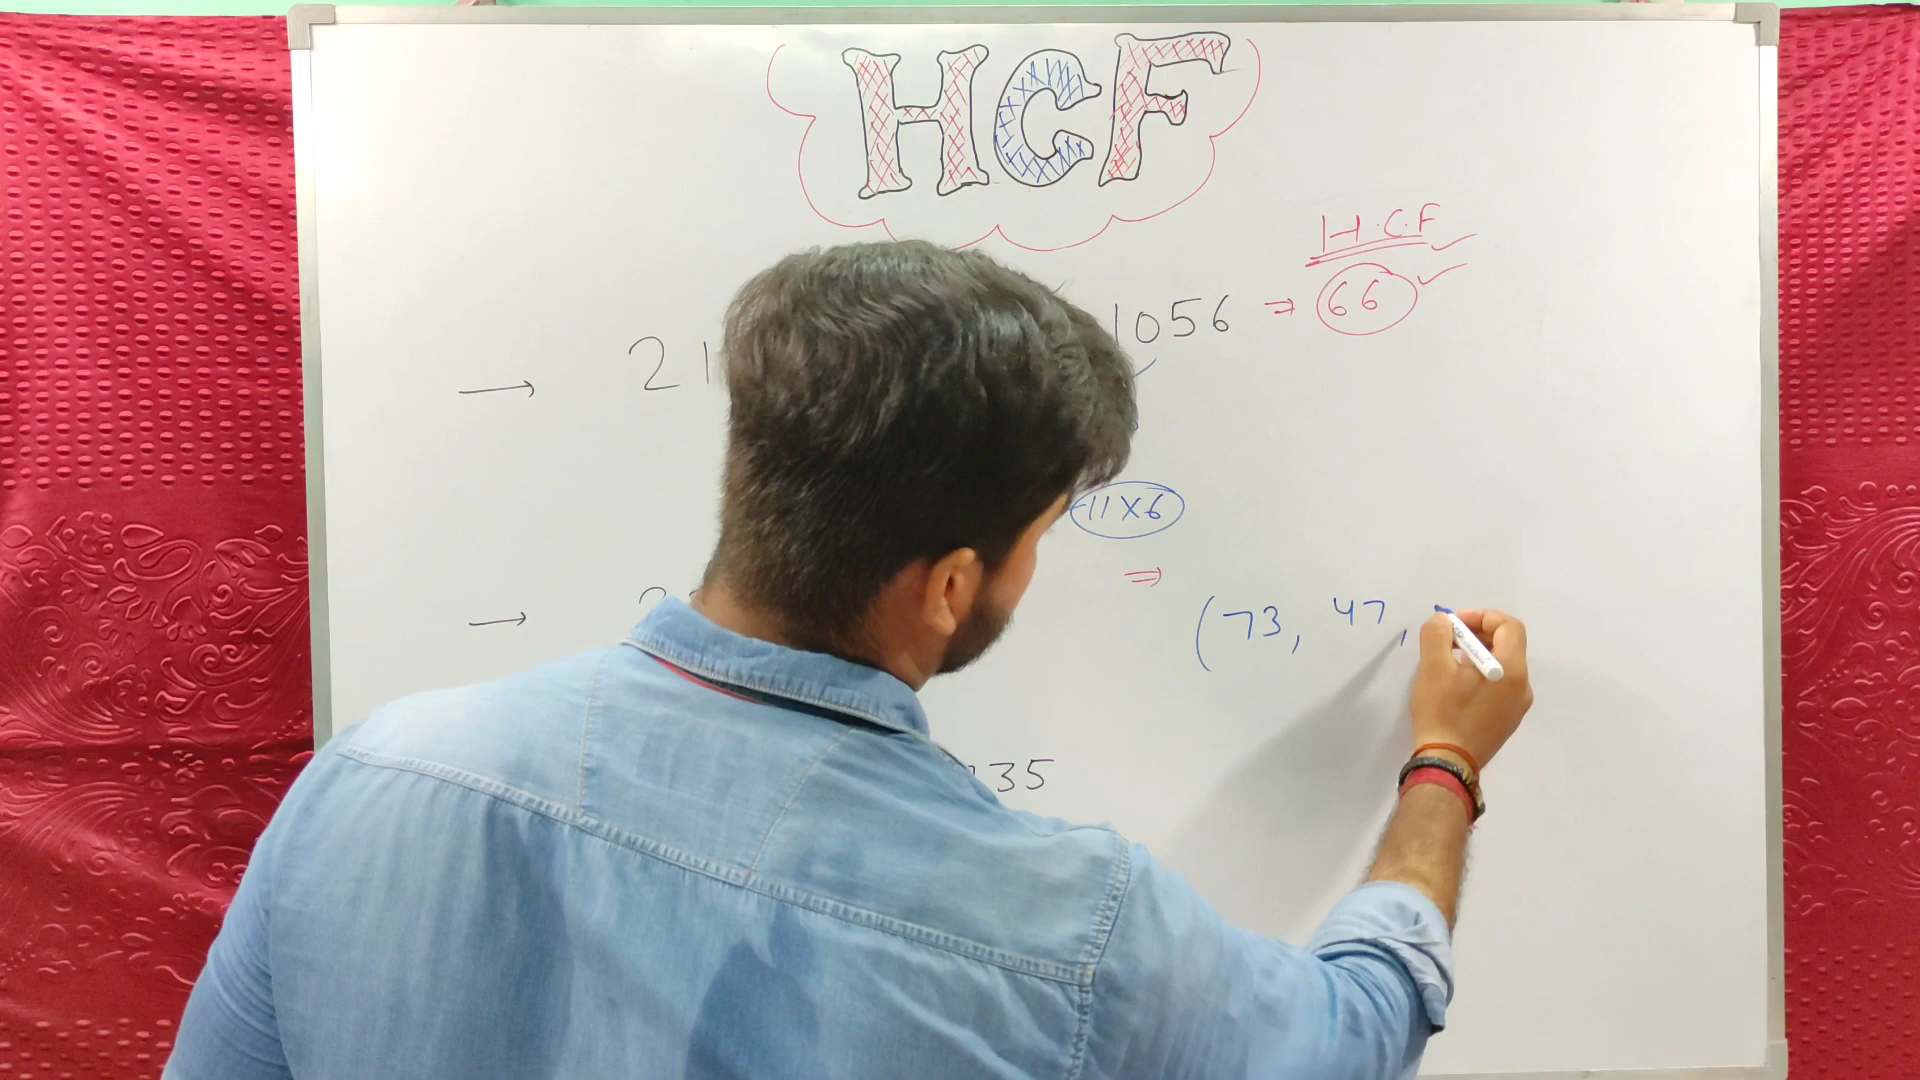 HCF
H.C.F
21 1056 ⇒ 66
11×6
⇒
(73, 47,
35